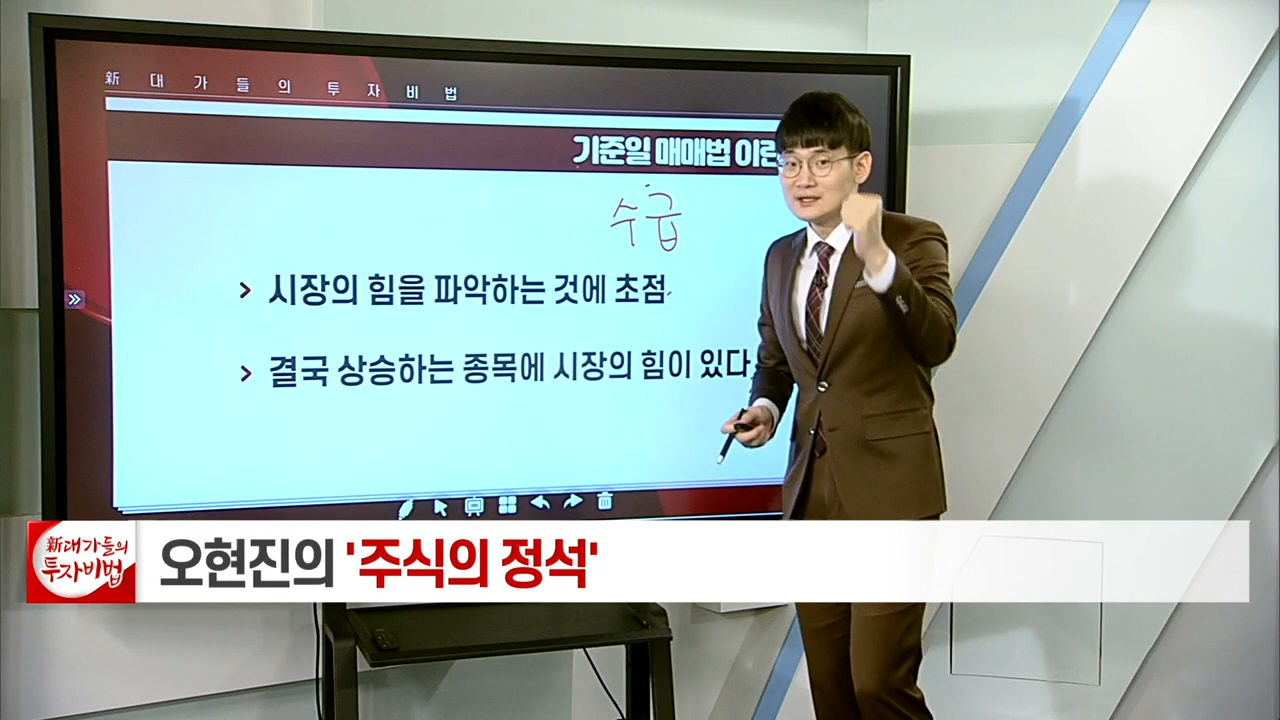 新 대 가 들 의 투 자 비 법
기준일 매매법 이란
수급
> 시장의 힘을 파악하는 것에 초점
> 결국 상승하는 종목에 시장의 힘이 있다.
新대가들의
투자비법
오현진의 '주식의 정석'